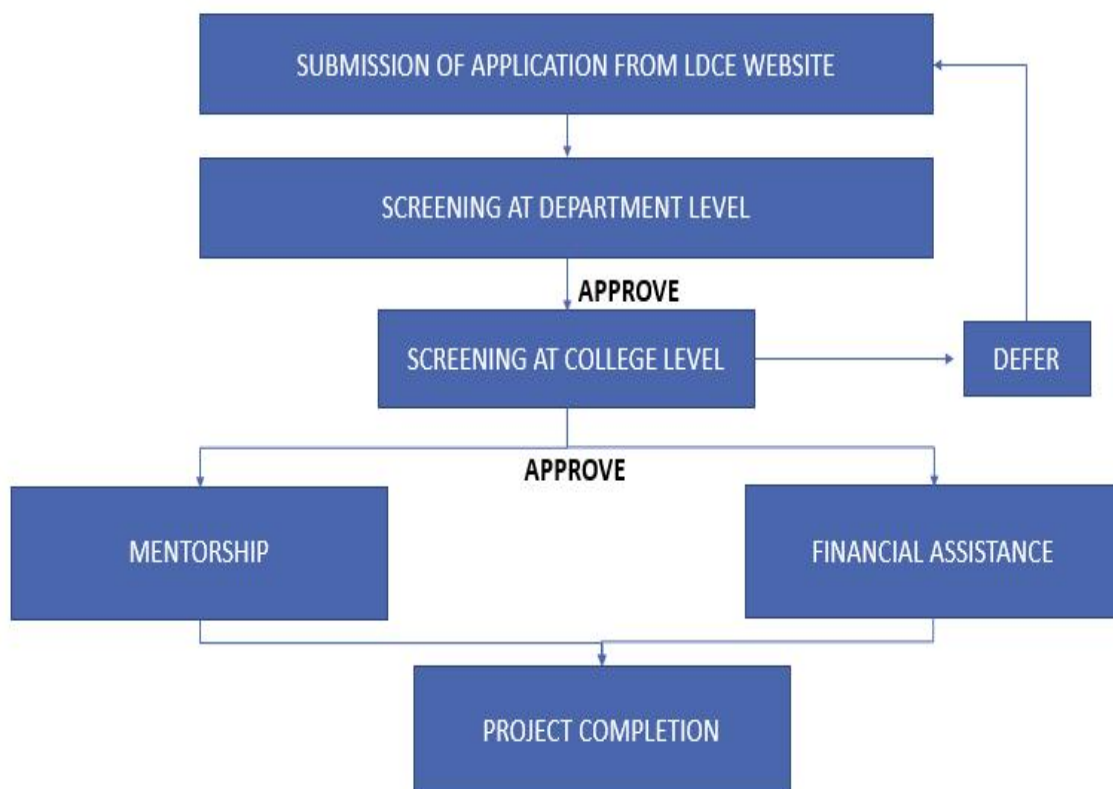 SUBMISSION OF APPLICATION FROM LDCE WEBSITE
SCREENING AT DEPARTMENT LEVEL
APPROVE
SCREENING AT COLLEGE LEVEL
DEFER
APPROVE
MENTORSHIP
FINANCIAL ASSISTANCE
PROJECT COMPLETION